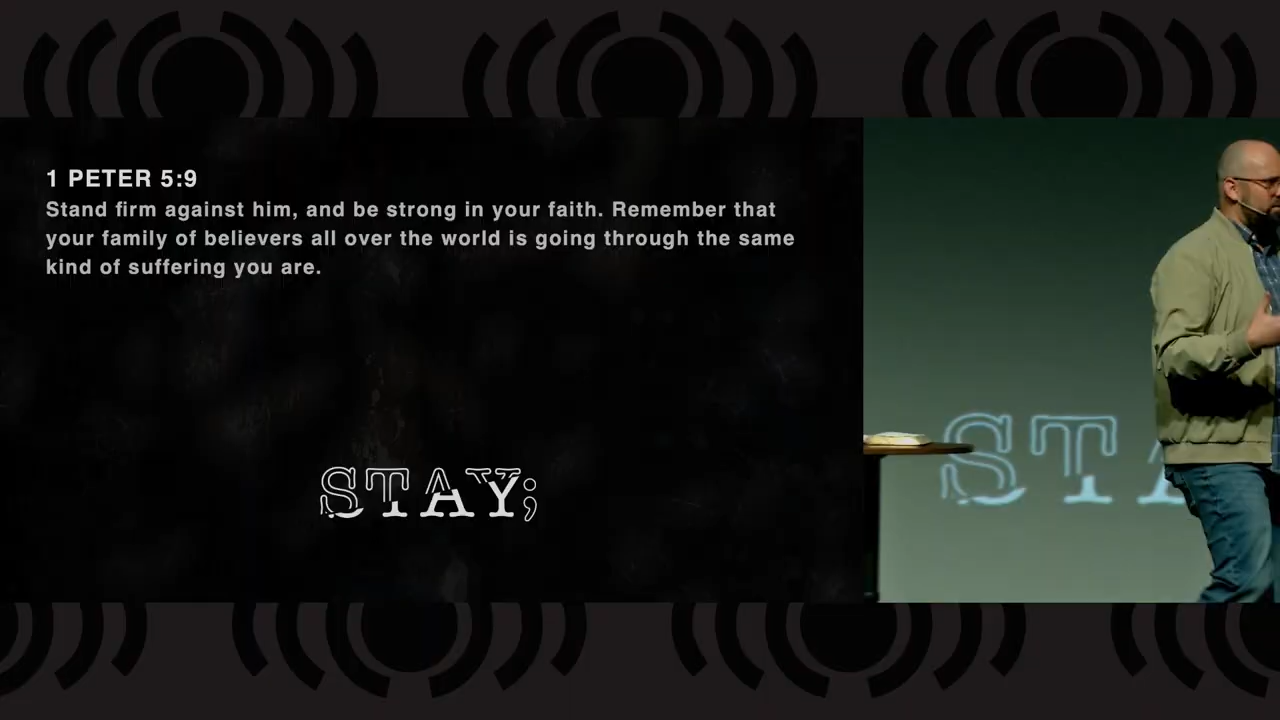 1 PETER 5:9
Stand firm against him, and be strong in your faith. Remember that
your family of believers all over the world is going through the same
kind of suffering you are.
STAY;
STA